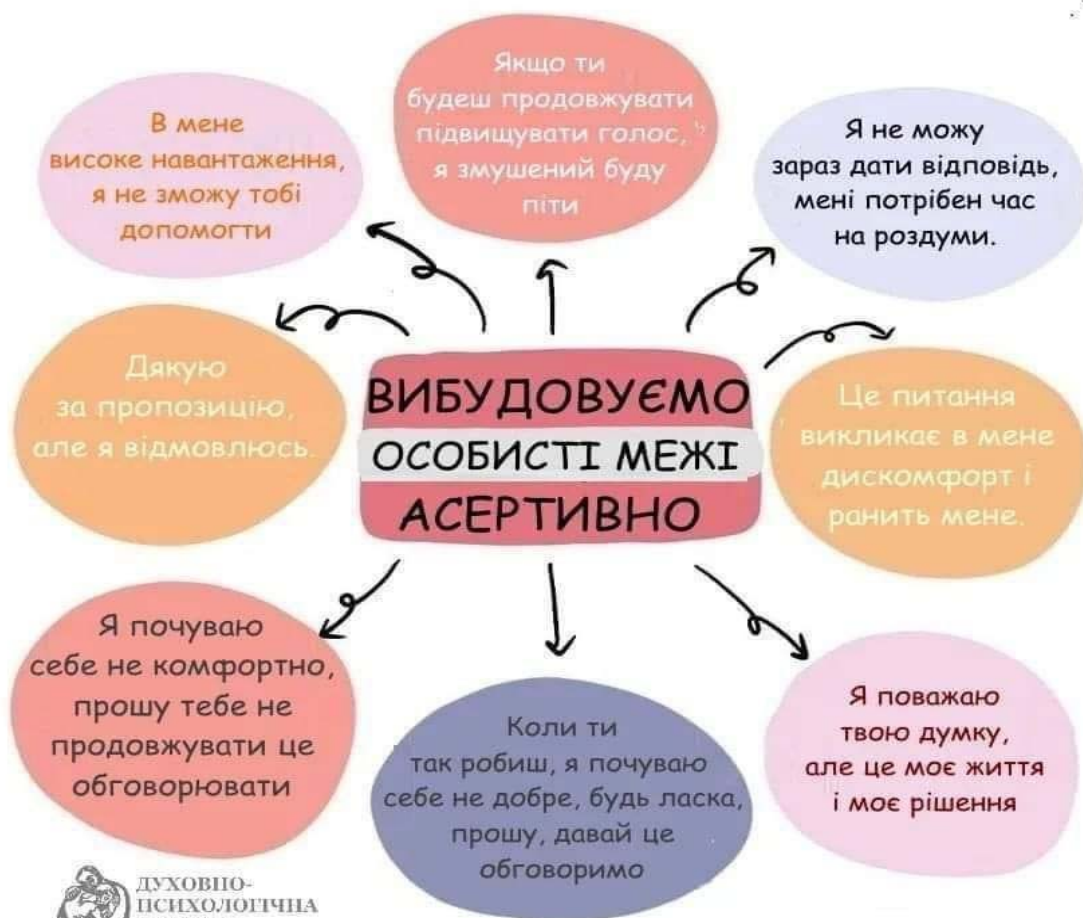 Якщо ти
будеш продовжувати
підвищувати голос,
я змушений буду
піти
В мене
високе навантаження,
я не зможу тобі
допомогти
Я не можу
зараз дати відповідь,
мені потрібен час
на роздуми.
Дякую
за пропозицію,
але я відмовлюсь.
ВИБУДОВУЄМО
ОСОБИСТІ МЕЖІ
АСЕРТИВНО
Це питання
викликає в мене
дискомфорт і
ранить мене.
Я почуваю
себе не комфортно,
прошу тебе не
продовжувати це
обговорювати
Коли ти
так робиш, я почуваю
себе не добре, будь ласка,
прошу, давай це
обговоримо
Я поважаю
твою думку,
але це моє життя
і моє рішення
ДУХОВНО-
ПСИХОЛОГІЧНА